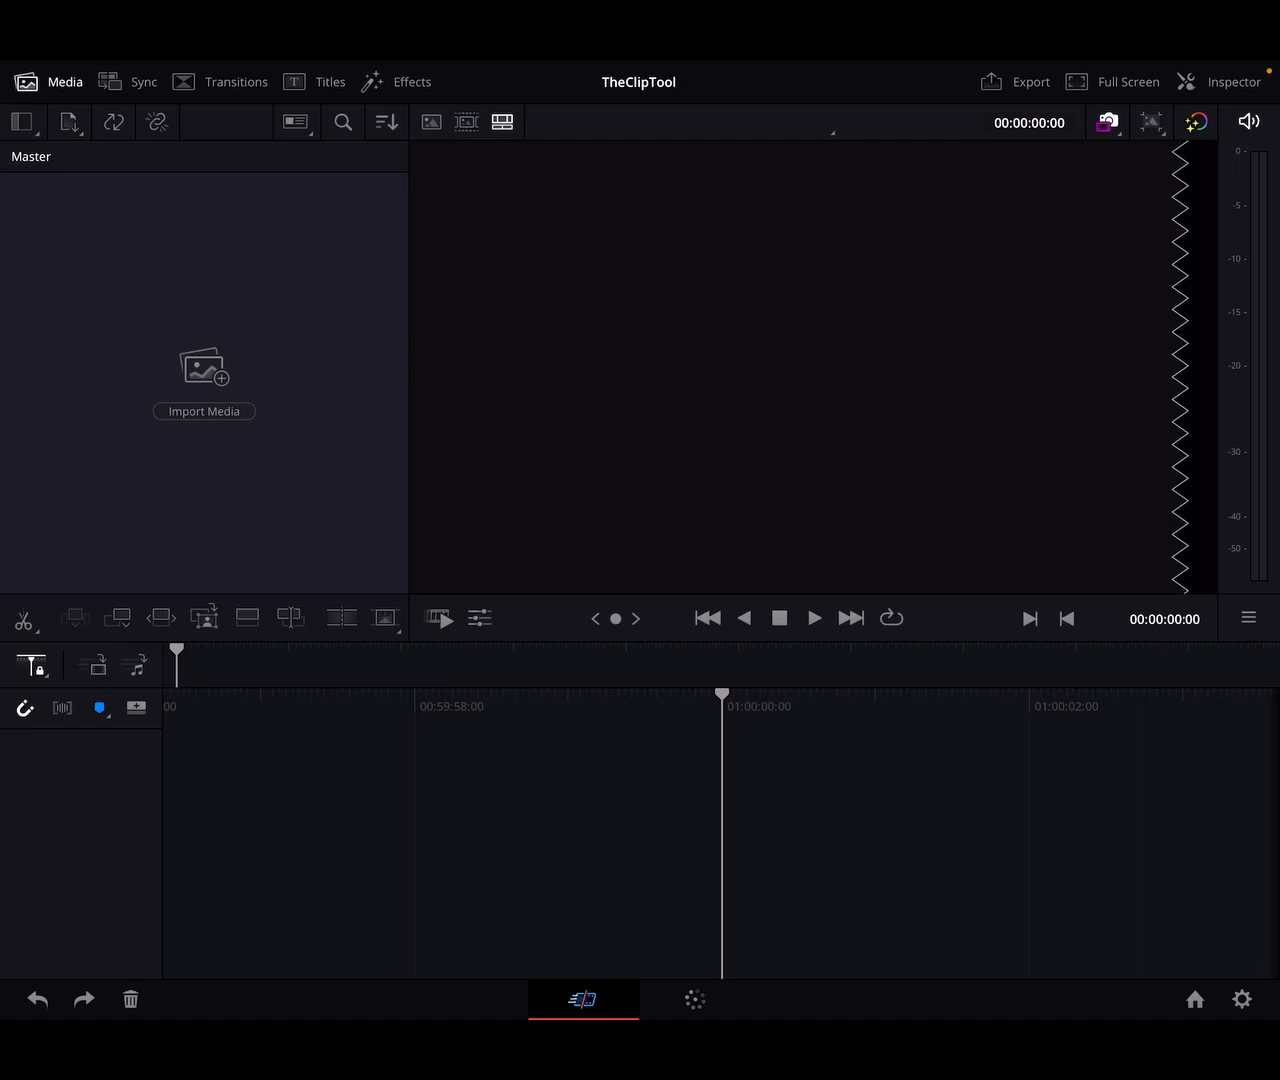 Media Sync Transitions Titles Effects TheClipTool Export Full Screen Inspector
00:00:00:00
Master
0
-5
-10
-15
-20
-30
-40
-50
Import Media
00:00:00:00
00 00:59:58:00 01:00:00:00 01:00:02:00